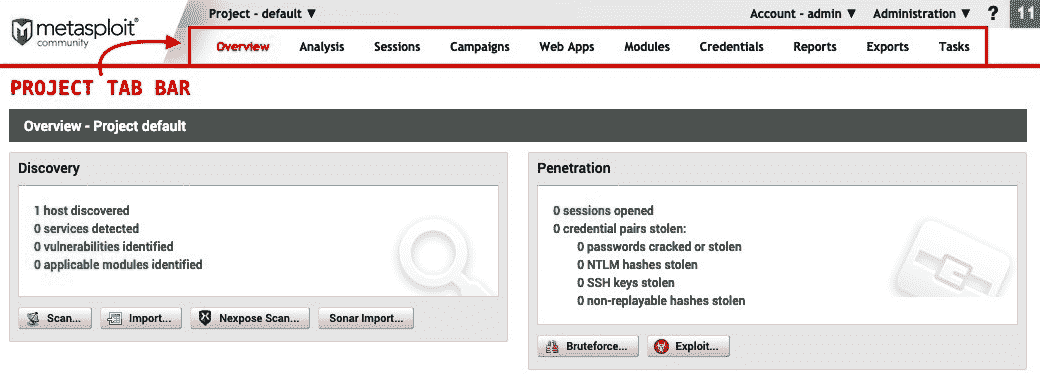 metasploit®
community
Project - default ▼
Account - admin ▼ Administration ▼ ? 11
Overview Analysis Sessions Campaigns Web Apps Modules Credentials Reports Exports Tasks
PROJECT TAB BAR
Overview - Project default
Discovery
1 host discovered
0 services detected
0 vulnerabilities identified
0 applicable modules identified
Scan... Import... Nexpose Scan... Sonar Import...
Penetration
0 sessions opened
0 credential pairs stolen:
0 passwords cracked or stolen
0 NTLM hashes stolen
0 SSH keys stolen
0 non-replayable hashes stolen
Bruteforce... Exploit...